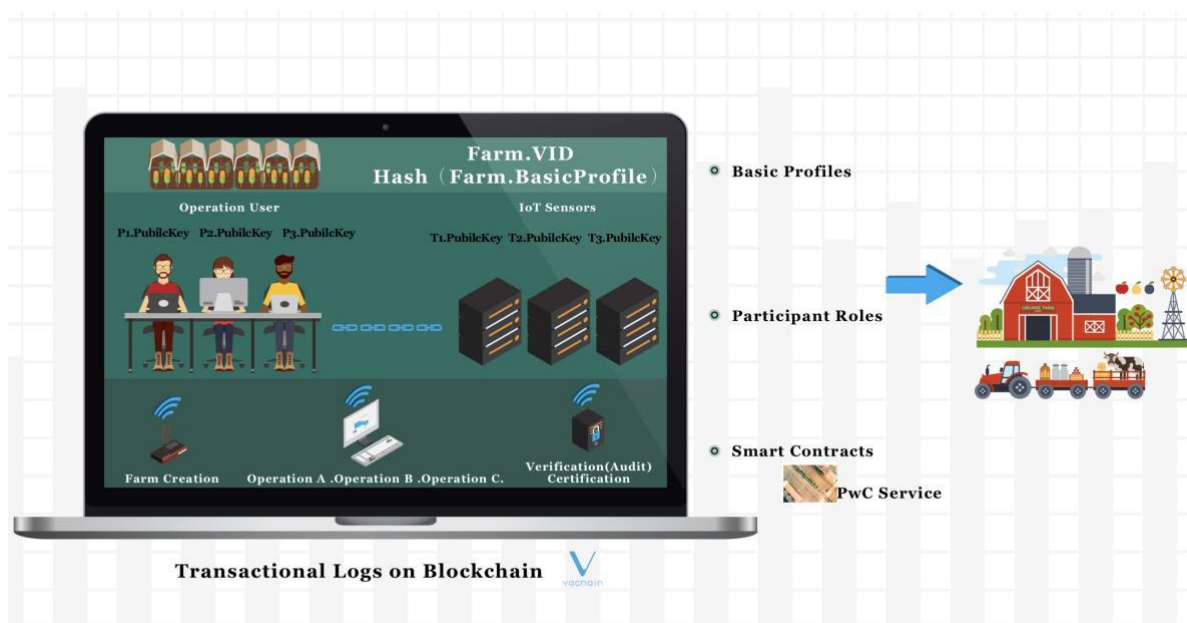 Farm.VID
Hash（Farm.BasicProfile）
Operation User
IoT Sensors
P1.PubilcKey P2.PubilcKey P3.PubilcKey
T1.PubilcKey T2.PubilcKey T3.PubilcKey
Farm Creation
Operation A .Operation B .Operation C.
Verification(Audit)
Certification
Basic Profiles
Participant Roles
Smart Contracts
PwC Service
ORGANIC FARM
Transactional Logs on Blockchain
vechain